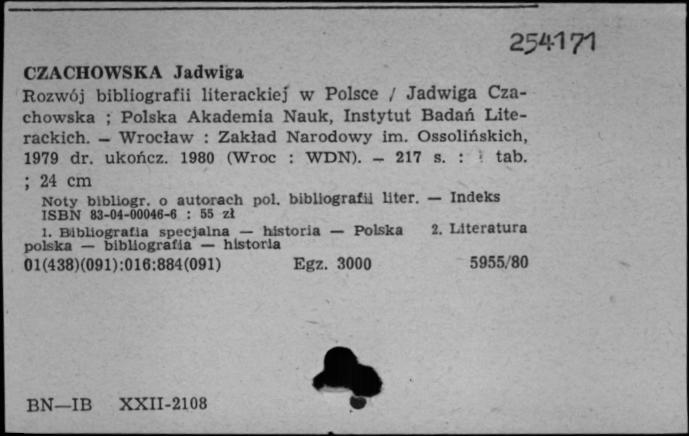 254171
CZACHOWSKA Jadwiga
Rozwój bibliografii literackiej w Polsce / Jadwiga Cza-
chowska ; Polska Akademia Nauk, Instytut Badań Lite-
rackich. — Wrocław : Zakład Narodowy im. Ossolińskich,
1979 dr. ukończ. 1980 (Wroc : WDN). — 217 s. : tab.
; 24 cm
Noty bibliogr. o autorach pol. bibliografii liter. — Indeks
ISBN 83-04-00046-6 : 55 zł
1. Bibliografia specjalna — historia — Polska 2. Literatura
polska — bibliografia — historia
01(438)(091):016:884(091) Egz. 3000 5955/80
BN—IB XXII-2108